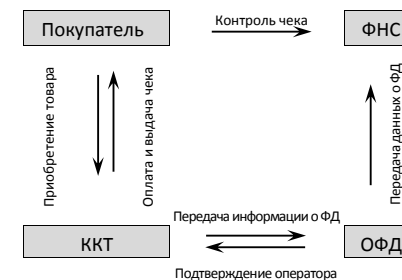 Покупатель
Контроль чека
ФНС
Приобретение товара
Оплата и выдача чека
Передача данных о ФД
Передача информации о ФД
ККТ
ОФД
Подтверждение оператора